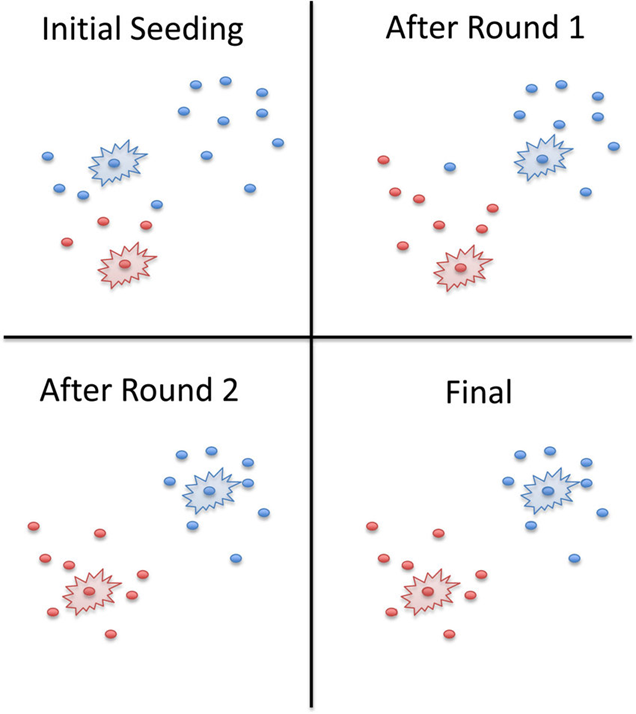 Initial Seeding
After Round 1
After Round 2
Final